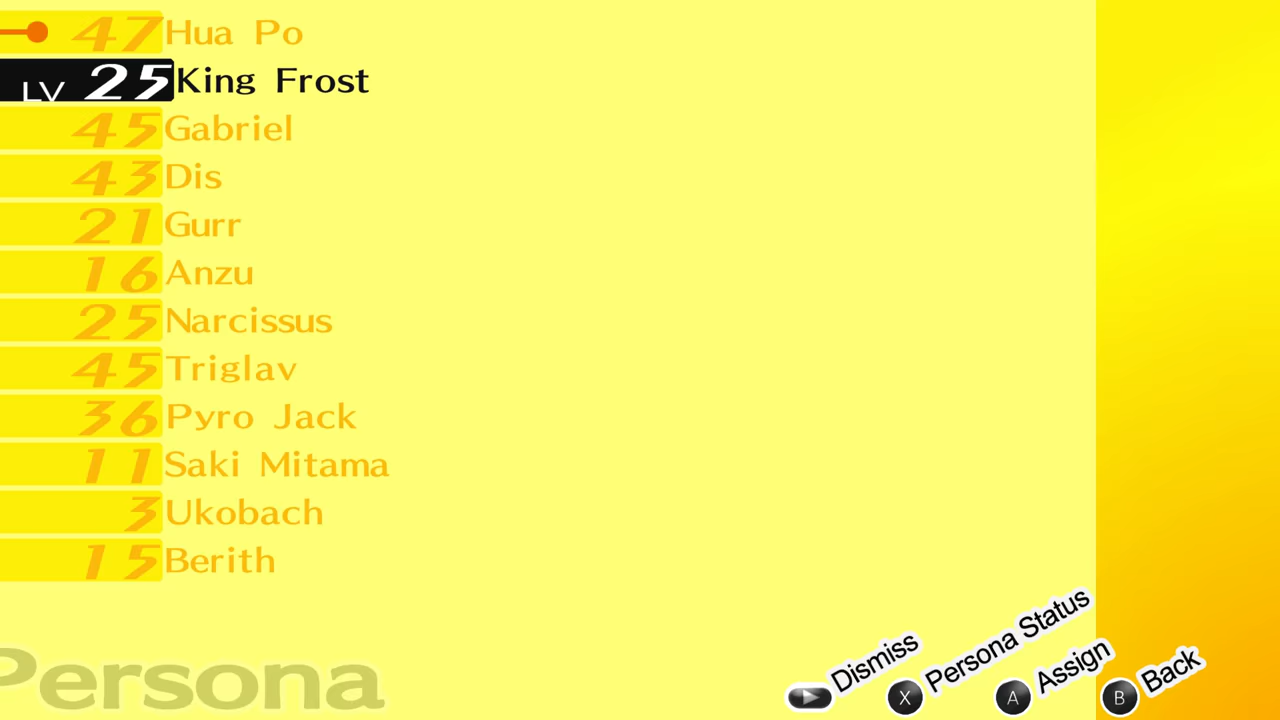 47 Hua Po
LV 25 King Frost
45 Gabriel
43 Dis
21 Gurr
16 Anzu
25 Narcissus
45 Triglav
36 Pyro Jack
11 Saki Mitama
3 Ukobach
15 Berith
Persona
Dismiss
X Persona Status
A Assign
B Back